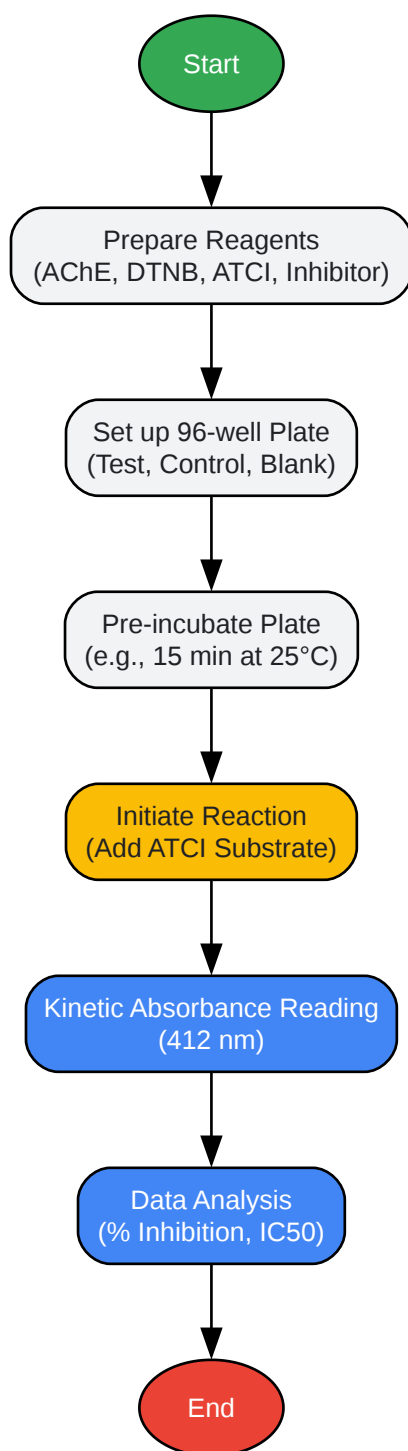 Start
Prepare Reagents
(AChE, DTNB, ATCI, Inhibitor)
Set up 96-well Plate
(Test, Control, Blank)
Pre-incubate Plate
(e.g., 15 min at 25°C)
Initiate Reaction
(Add ATCI Substrate)
Kinetic Absorbance Reading
(412 nm)
Data Analysis
(% Inhibition, IC50)
End